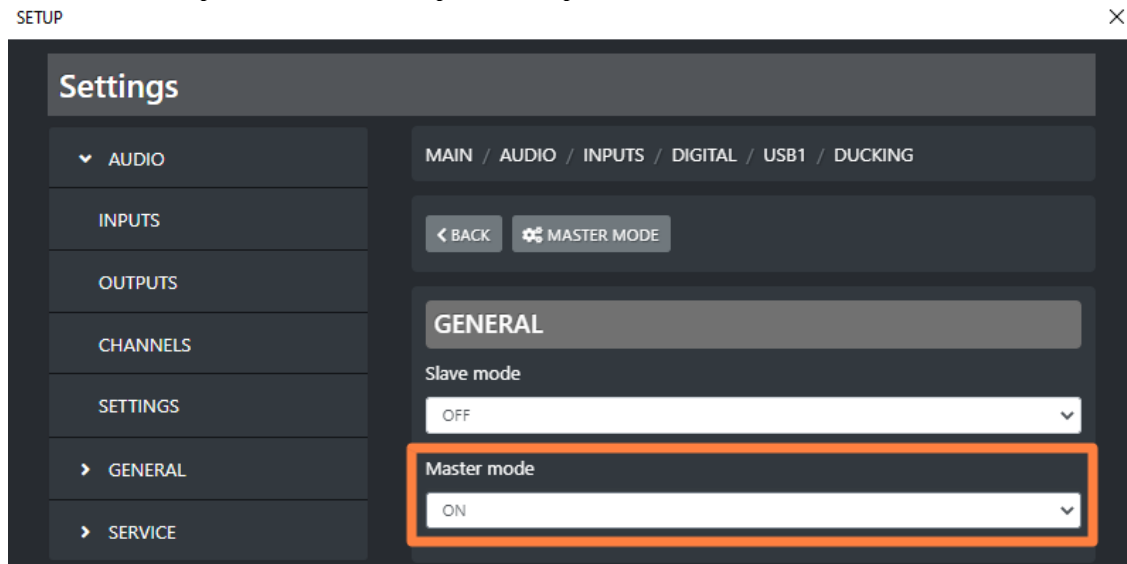 SETUP
Settings
AUDIO
INPUTS
OUTPUTS
CHANNELS
SETTINGS
GENERAL
SERVICE
MAIN / AUDIO / INPUTS / DIGITAL / USB1 / DUCKING
BACK
MASTER MODE
GENERAL
Slave mode
OFF
Master mode
ON